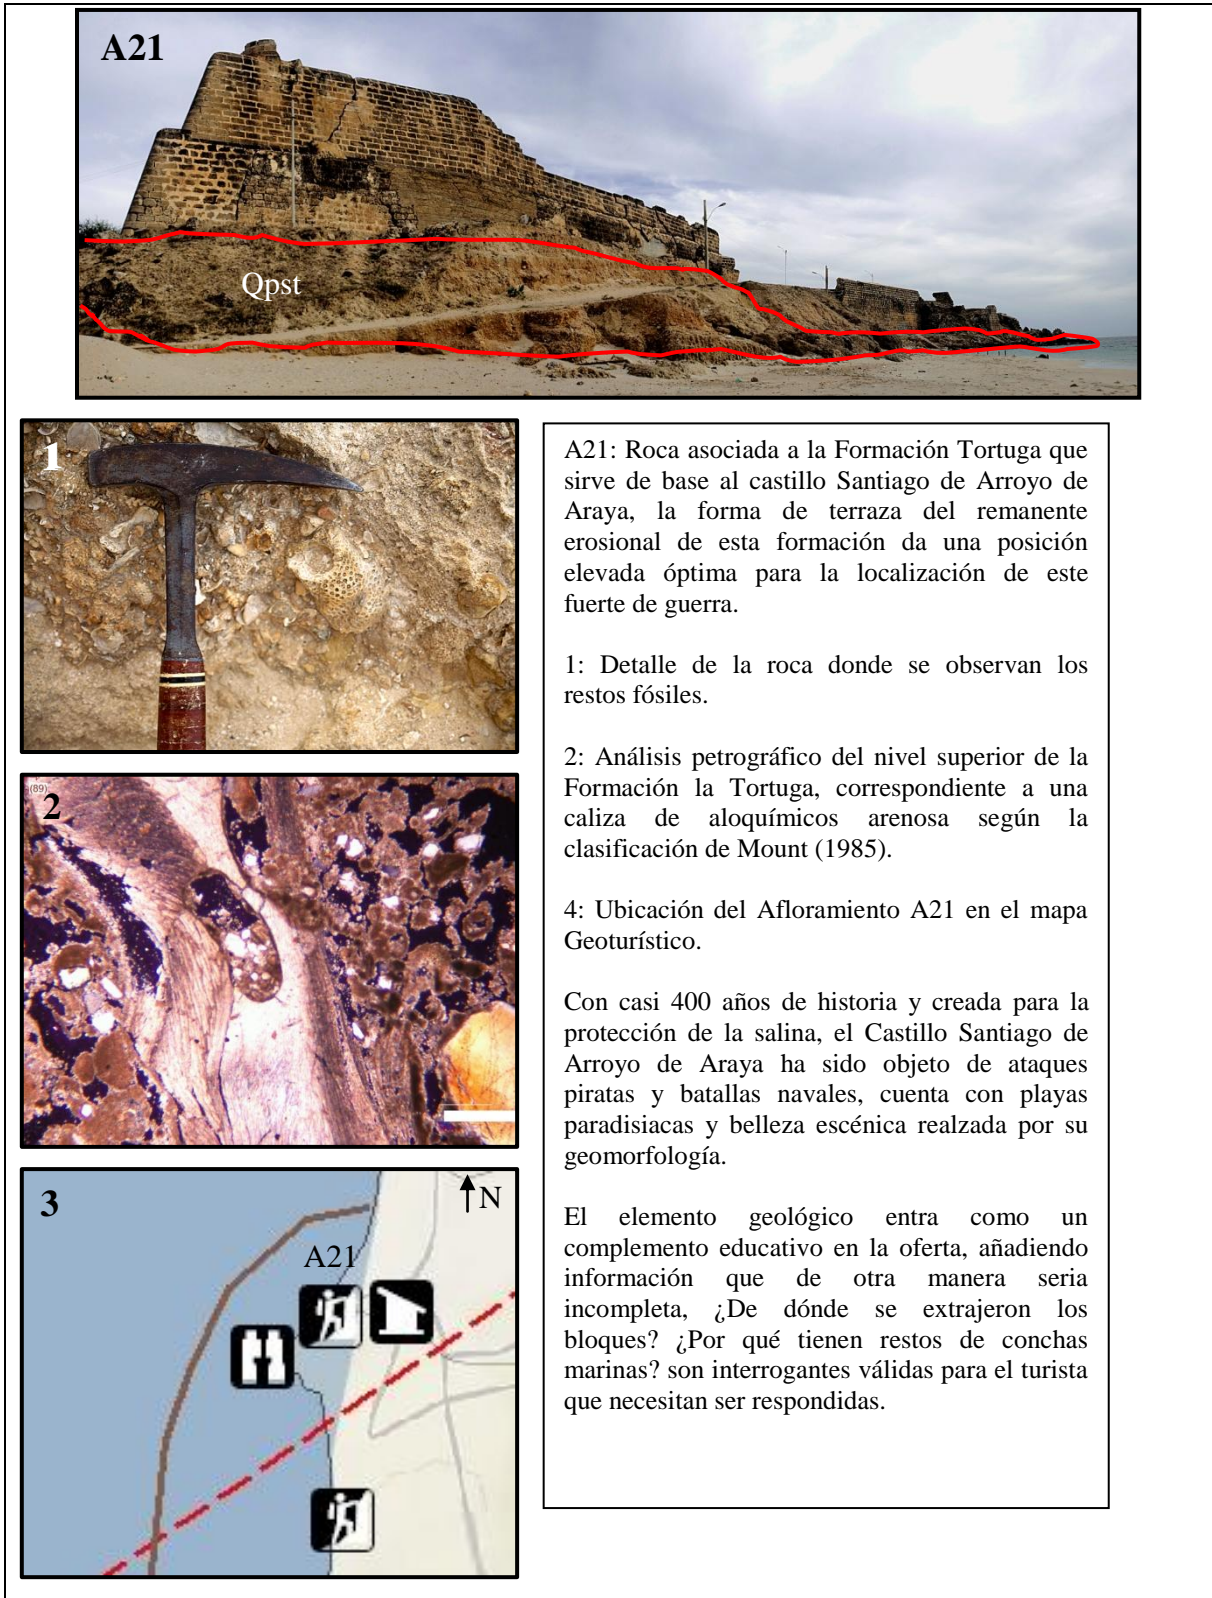 A21
Qpst
1
A21: Roca asociada a la Formación Tortuga que
sirve de base al castillo Santiago de Arroyo de
Araya, la forma de terraza del remanente
erosional de esta formación da una posición
elevada óptima para la localización de este
fuerte de guerra.
1: Detalle de la roca donde se observan los
restos fósiles.
2: Análisis petrográfico del nivel superior de la
Formación la Tortuga, correspondiente a una
caliza de aloquímicos arenosa según la
clasificación de Mount (1985).
4: Ubicación del Afloramiento A21 en el mapa
Geoturístico.
Con casi 400 años de historia y creada para la
protección de la salina, el Castillo Santiago de
Arroyo de Araya ha sido objeto de ataques
piratas y batallas navales, cuenta con playas
paradisiacas y belleza escénica realzada por su
geomorfología.
El elemento geológico entra como un
complemento educativo en la oferta, añadiendo
información que de otra manera seria
incompleta, ¿De dónde se extrajeron los
bloques? ¿Por qué tienen restos de conchas
marinas? son interrogantes válidas para el turista
que necesitan ser respondidas.
(89)
2
3
N
A21